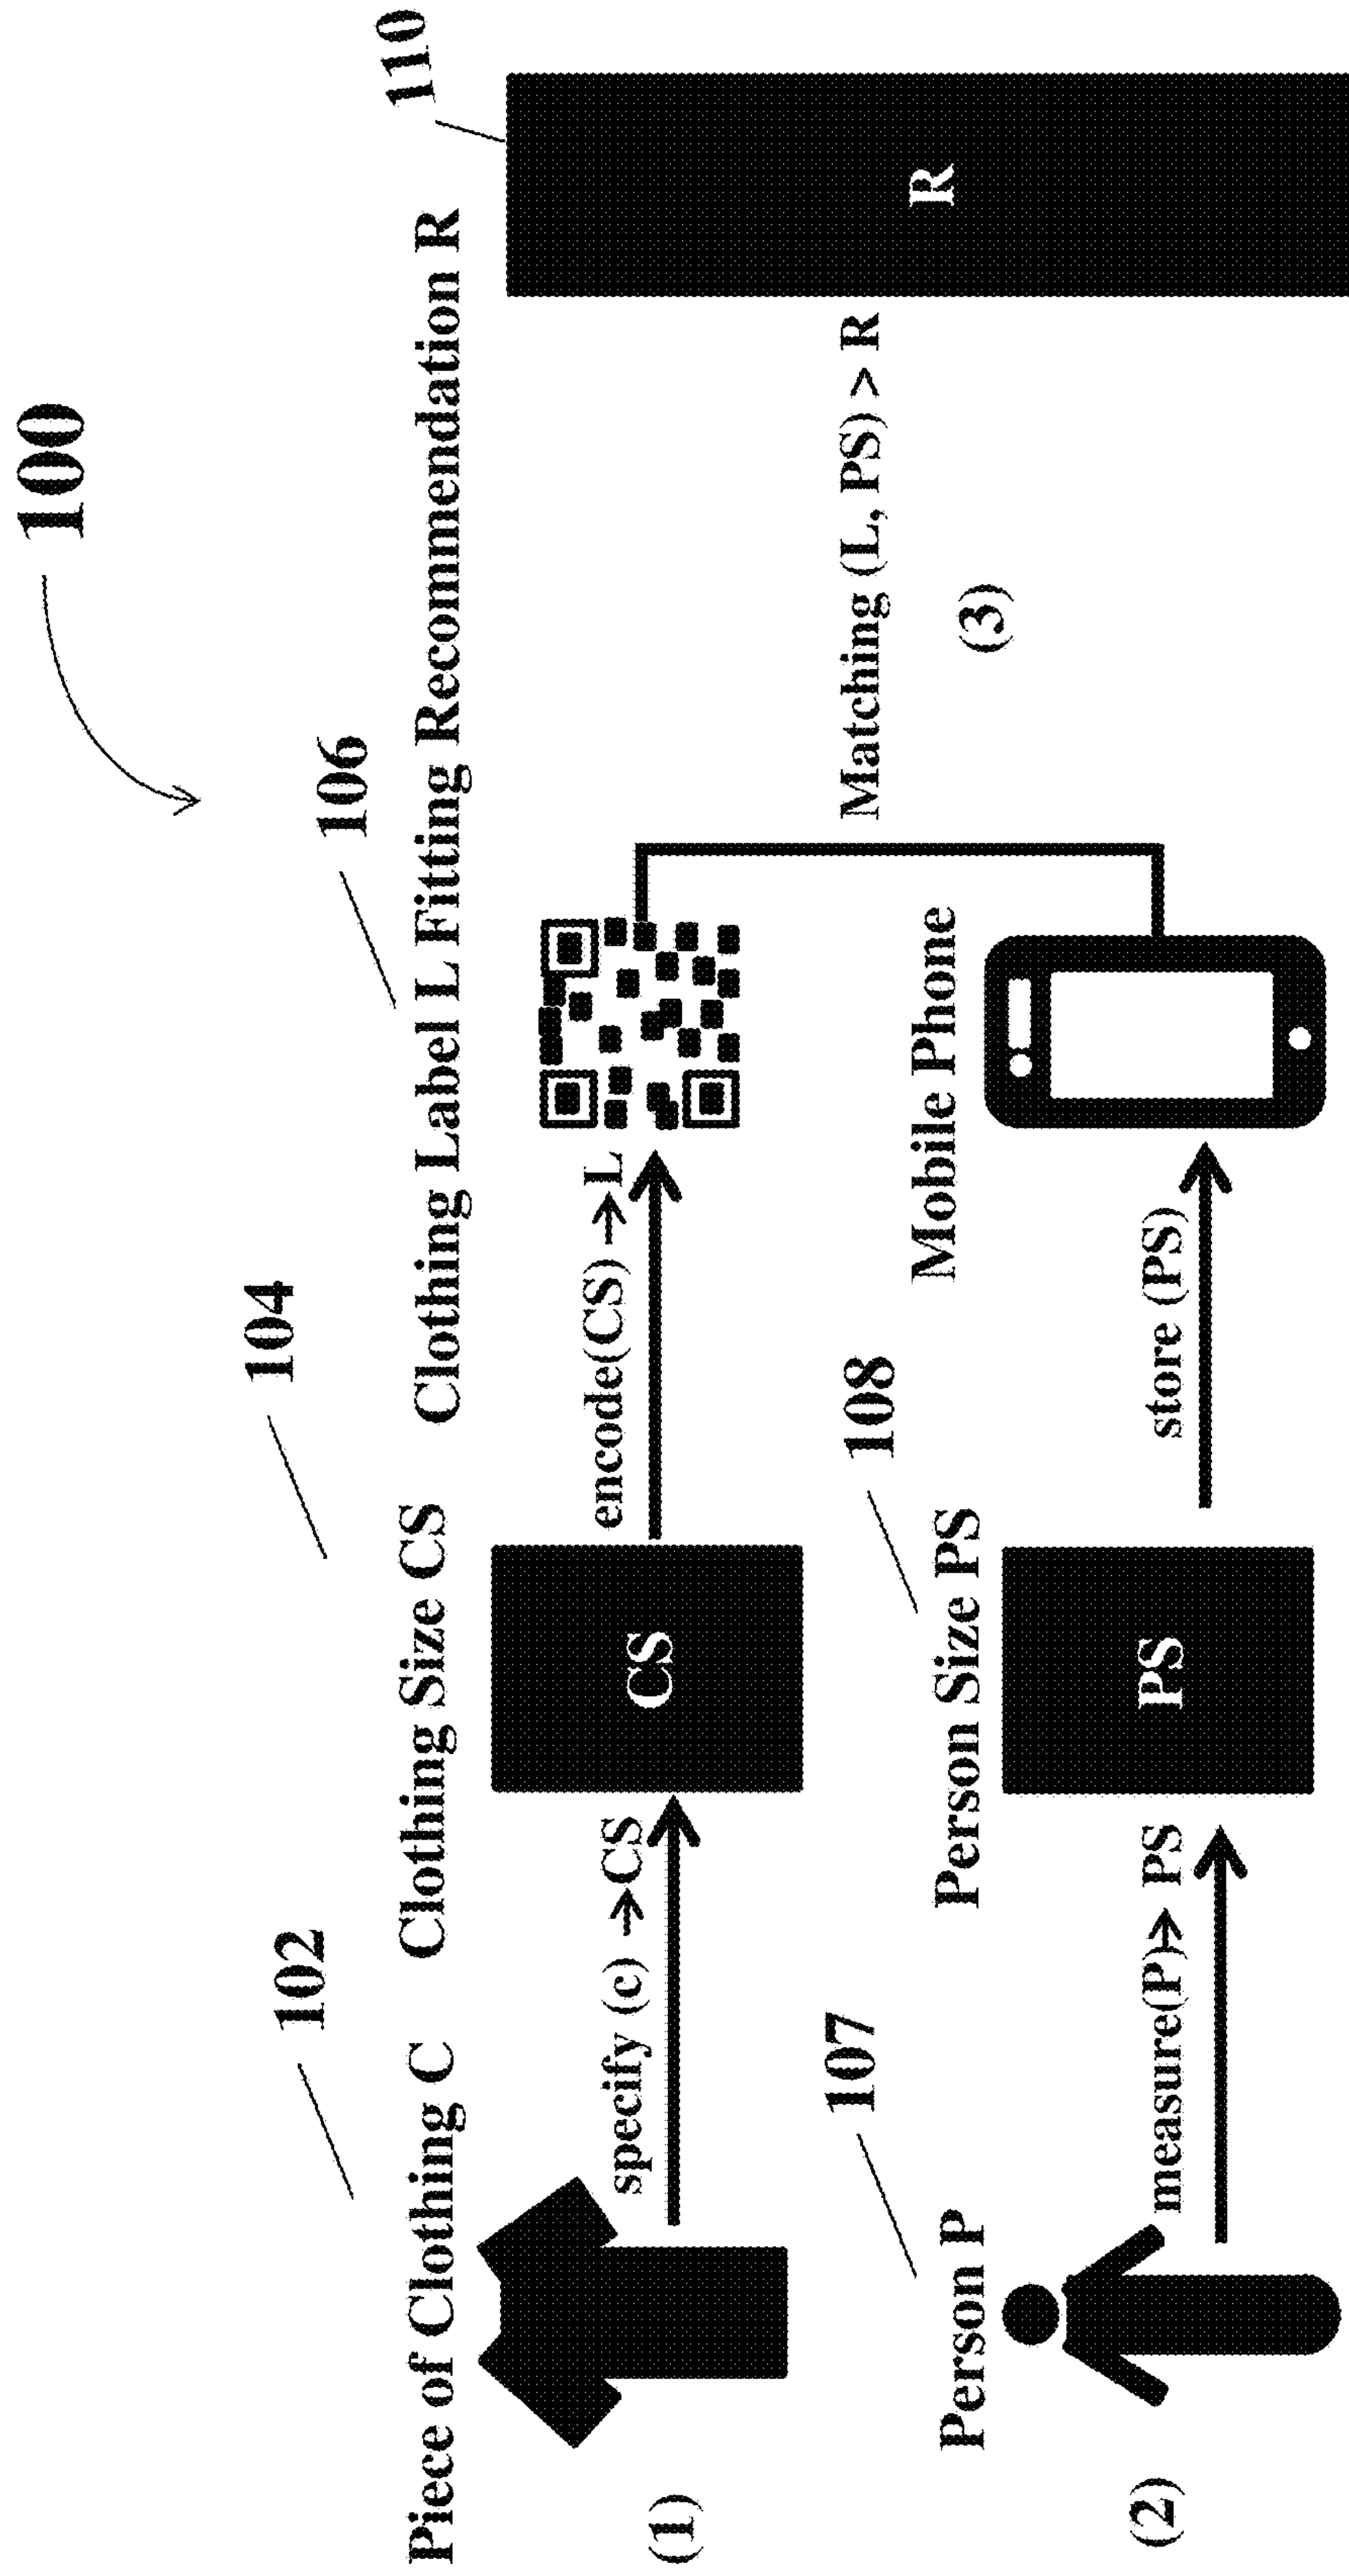 100
102
104
106
110
Piece of Clothing C
Clothing Size CS
Clothing Label L Fitting Recommendation R
(1)
specify (c) →CS
CS
encode(CS) →L
R
Matching (L, PS) > R
(3)
107
108
Person P
Person Size PS
Mobile Phone
(2)
measure(P)→> PS
PS
store (PS)